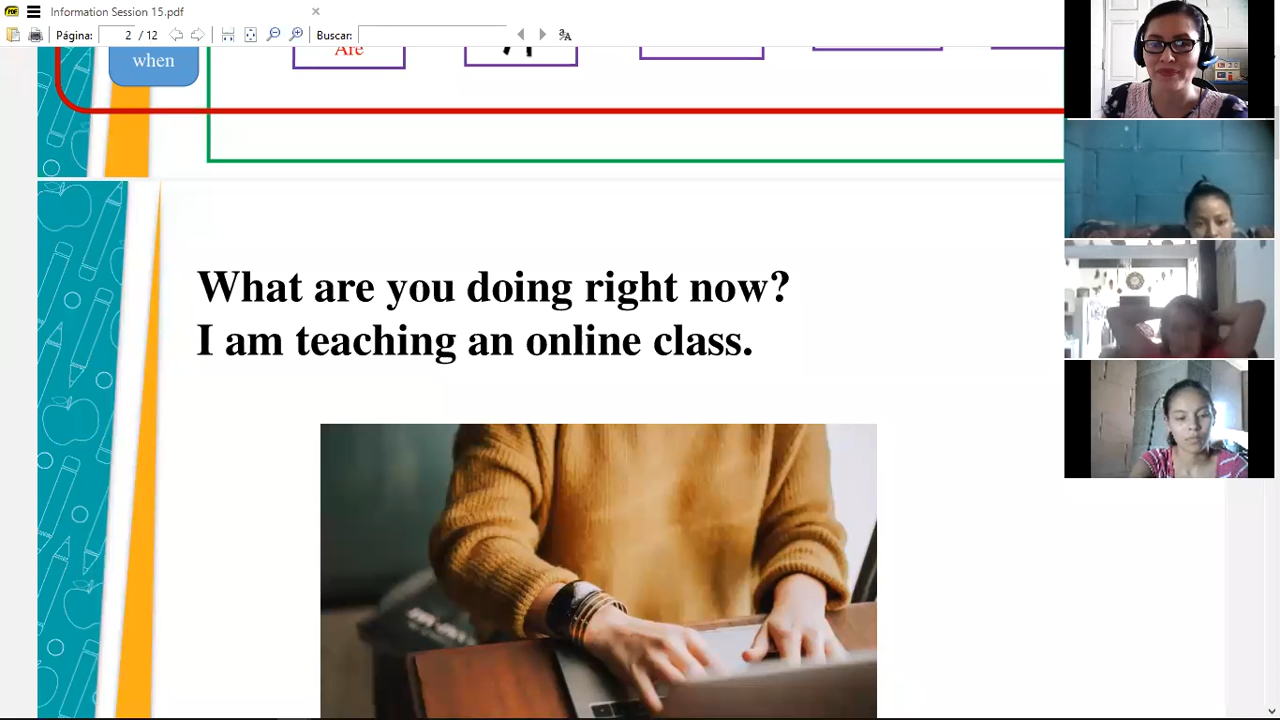 Information Session 15.pdf
Página: 2 / 12 Buscar:
Are
when
What are you doing right now?
I am teaching an online class.